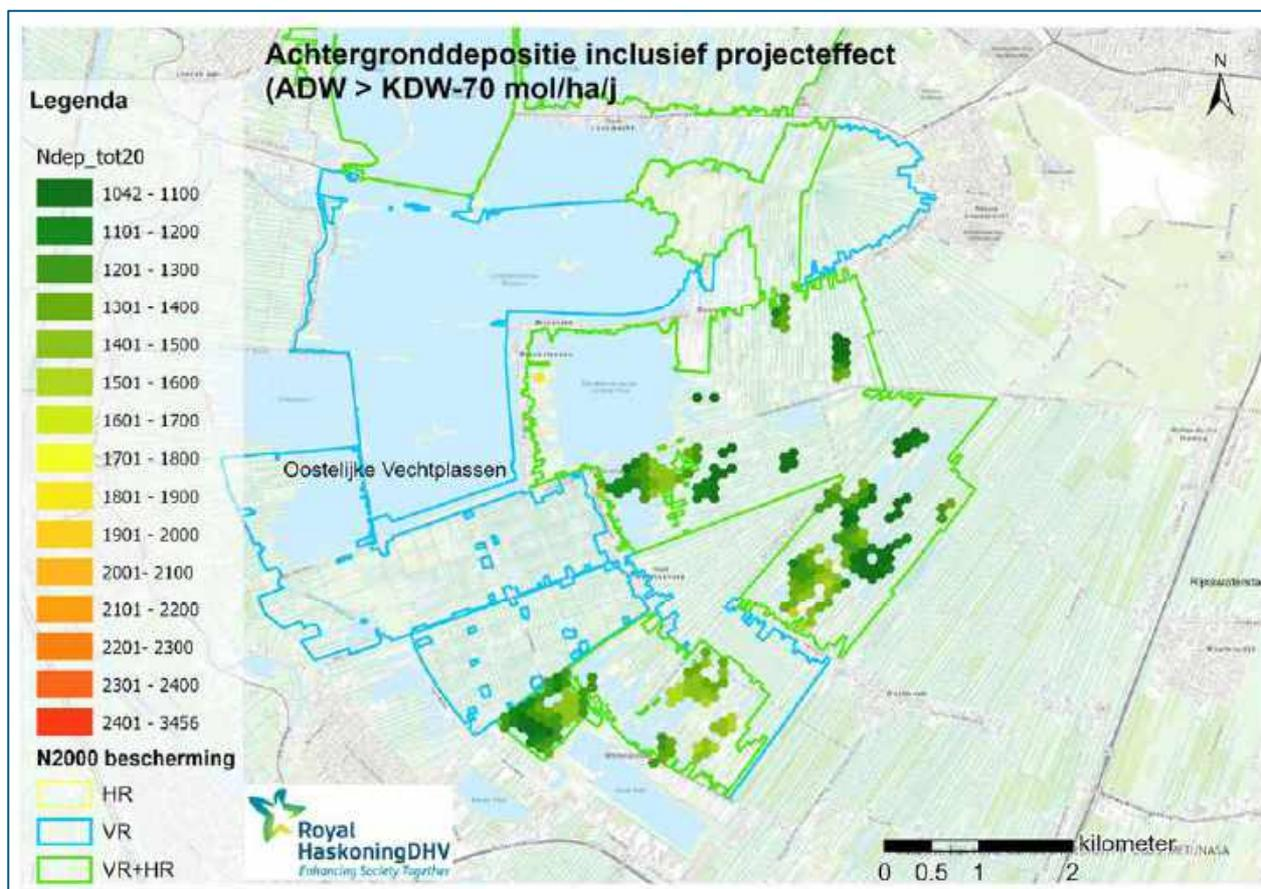 Achtergronddepositie inclusief projecteffect
(ADW > KDW-70 mol/ha/j
Legenda
Ndep_tot20
1042 - 1100
1101 - 1200
1201 - 1300
1301 - 1400
1401 - 1500
1501 - 1600
1601 - 1700
1701 - 1800
1801 - 1900
1901 - 2000
2001- 2100
2101 - 2200
2201- 2300
2301 - 2400
2401 - 3456
N2000 bescherming
HR
VR
VR+HR
N
Oostelijke Vechtplassen
Rijkswatersta
Royal
HaskoningDHV
Enhancing Society Together
kilometer
0 0.5 1 2
METI/NASA